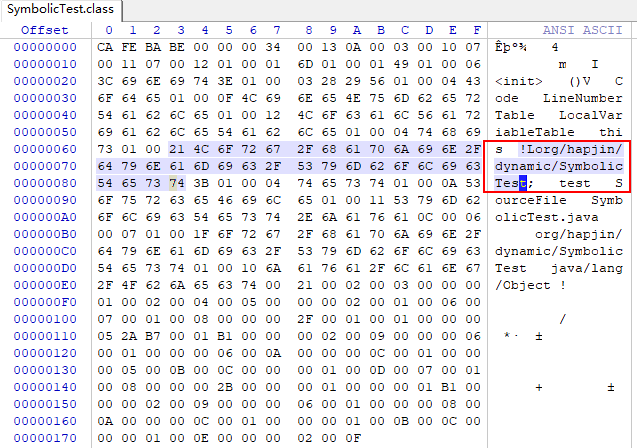 SymbolicTest.class
Offset 0 1 2 3 4 5 6 7 8 9 A B C D E F ANSI ASCII
00000000 CA FE BA BE 00 00 00 34 00 13 0A 00 03 00 10 07 Êþº¾ 4
00000010 00 11 07 00 12 01 00 01 6D 01 00 01 49 01 00 06 m I
00000020 3C 69 6E 69 74 3E 01 00 03 28 29 56 01 00 04 43 <init> ()V C
00000030 6F 64 65 01 00 0F 4C 69 6E 65 4E 75 6D 62 65 72 ode LineNumber
00000040 54 61 62 6C 65 01 00 12 4C 6F 63 61 6C 56 61 72 Table LocalVar
00000050 69 61 62 6C 65 54 61 62 6C 65 01 00 04 74 68 69 iableTable thi
00000060 73 01 00 21 4C 6F 72 67 2F 68 61 70 6A 69 6E 2F s !Lorg/hapjin/
00000070 64 79 6E 61 6D 69 63 2F 53 79 6D 62 6F 6C 69 63 dynamic/Symbolic
00000080 54 65 73 74 3B 01 00 04 74 65 73 74 01 00 0A 53 Test; test S
00000090 6F 75 72 63 65 46 69 6C 65 01 00 11 53 79 6D 62 ourceFile Symb
000000A0 6F 6C 69 63 54 65 73 74 2E 6A 61 76 61 0C 00 06 olicTest.java
000000B0 00 07 01 00 1F 6F 72 67 2F 68 61 70 6A 69 6E 2F org/hapjin/
000000C0 64 79 6E 61 6D 69 63 2F 53 79 6D 62 6F 6C 69 63 dynamic/Symbolic
000000D0 54 65 73 74 01 00 10 6A 61 76 61 2F 6C 61 6E 67 Test java/lang
000000E0 2F 4F 62 6A 65 63 74 00 21 00 02 00 03 00 00 00 /Object !
000000F0 01 00 02 00 04 00 05 00 00 00 02 00 01 00 06 00
00000100 07 00 01 00 08 00 00 00 2F 00 01 00 01 00 00 00 /
00000110 05 2A B7 00 01 B1 00 00 00 02 00 09 00 00 00 06 *· ±
00000120 00 01 00 00 00 06 00 0A 00 00 00 0C 00 01 00 00
00000130 00 05 00 0B 00 0C 00 00 00 01 00 0D 00 07 00 01
00000140 00 08 00 00 00 2B 00 00 00 01 00 00 00 01 B1 00 + ±
00000150 00 00 02 00 09 00 00 00 06 00 01 00 00 00 08 00
00000160 0A 00 00 00 0C 00 01 00 00 00 01 00 0B 00 0C 00
00000170 00 00 01 00 0E 00 00 00 02 00 0F